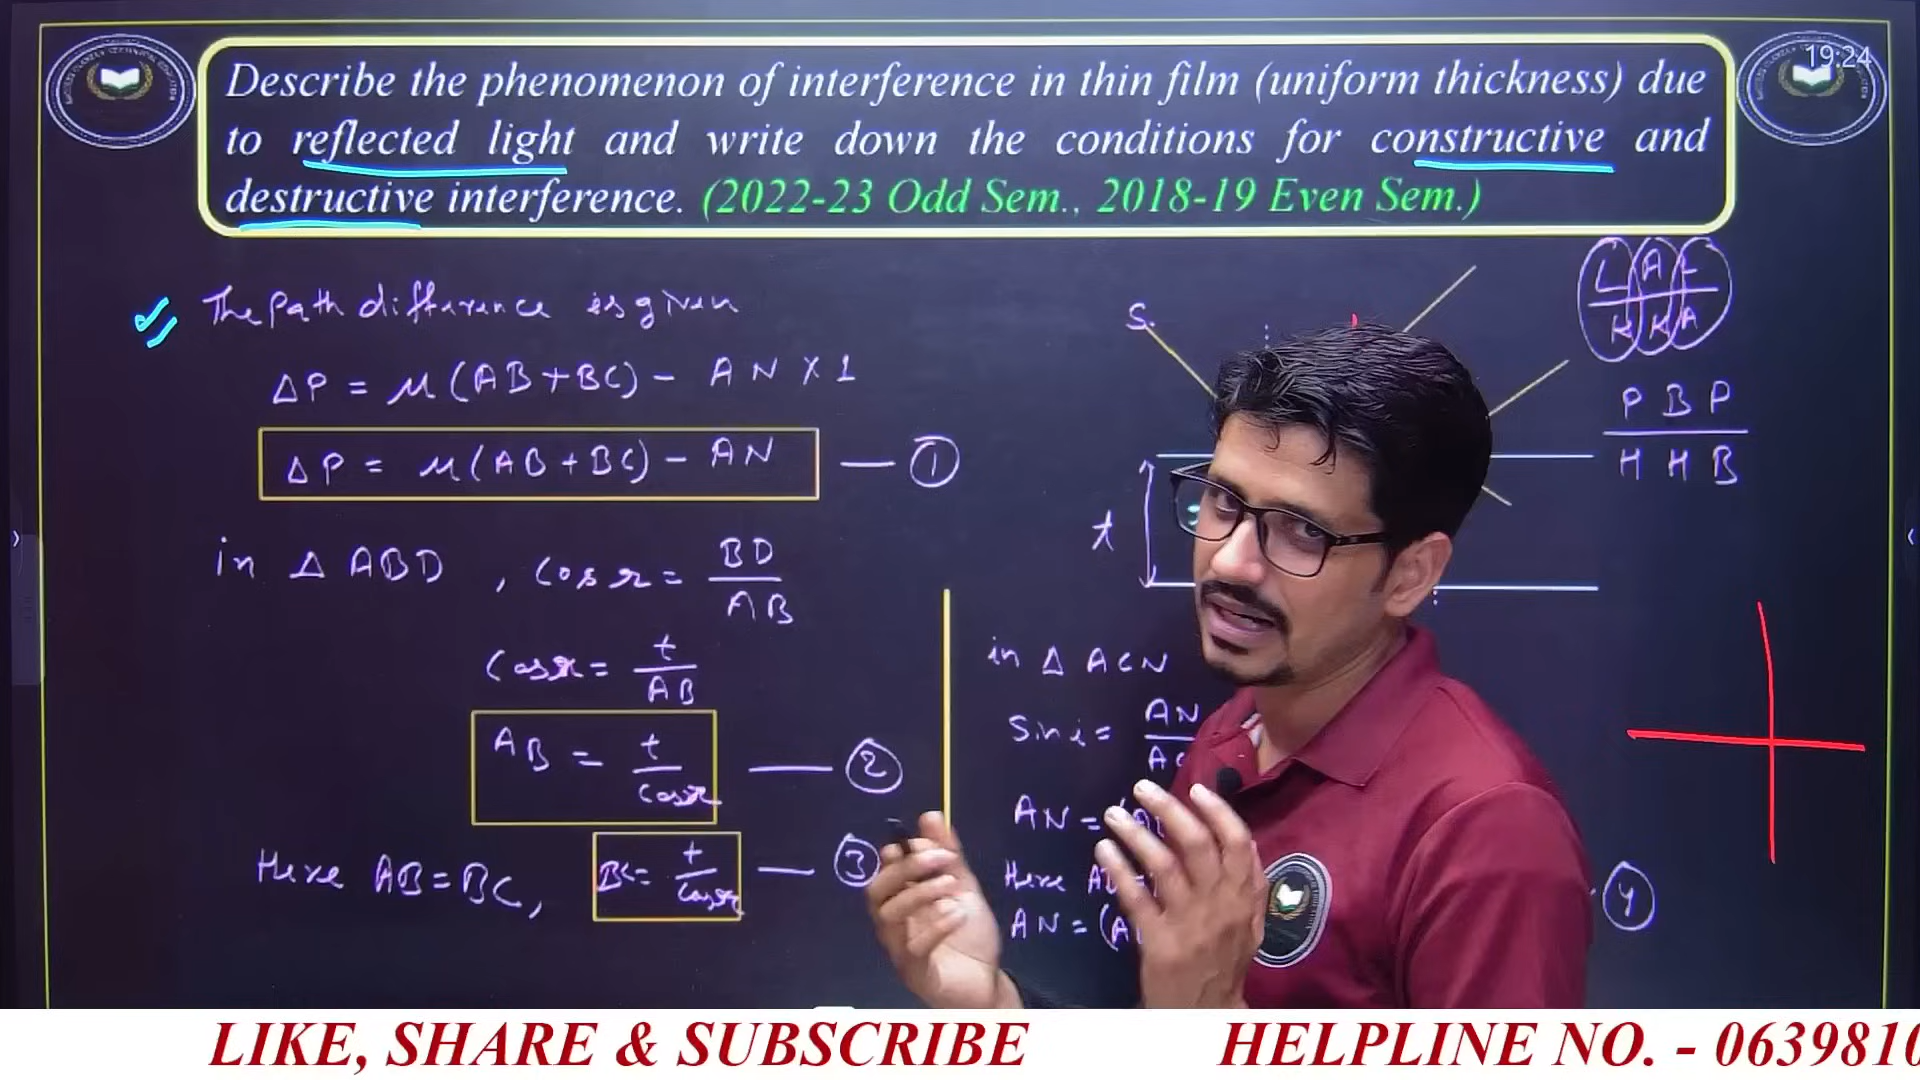 19:24
Describe the phenomenon of interference in thin film (uniform thickness) due
to reflected light and write down the conditions for constructive and
destructive interference. (2022-23 Odd Sem., 2018-19 Even Sem.)
The path difference is given
ΔP = μ(AB+BC) - AN × 1
ΔP = μ(AB+BC) - AN — 1
in Δ ABD , Cos r = BD / AB
Cos r = t / AB
AB = t / Cos r — 2
Here AB = BC, BC = t / Cos r — 3
S
t
L A L
K K A
P B P
H H B
in Δ ACN
Sin i = AN
AN =
Here
AN =
4
LIKE, SHARE & SUBSCRIBE
HELPLINE NO. - 0639810